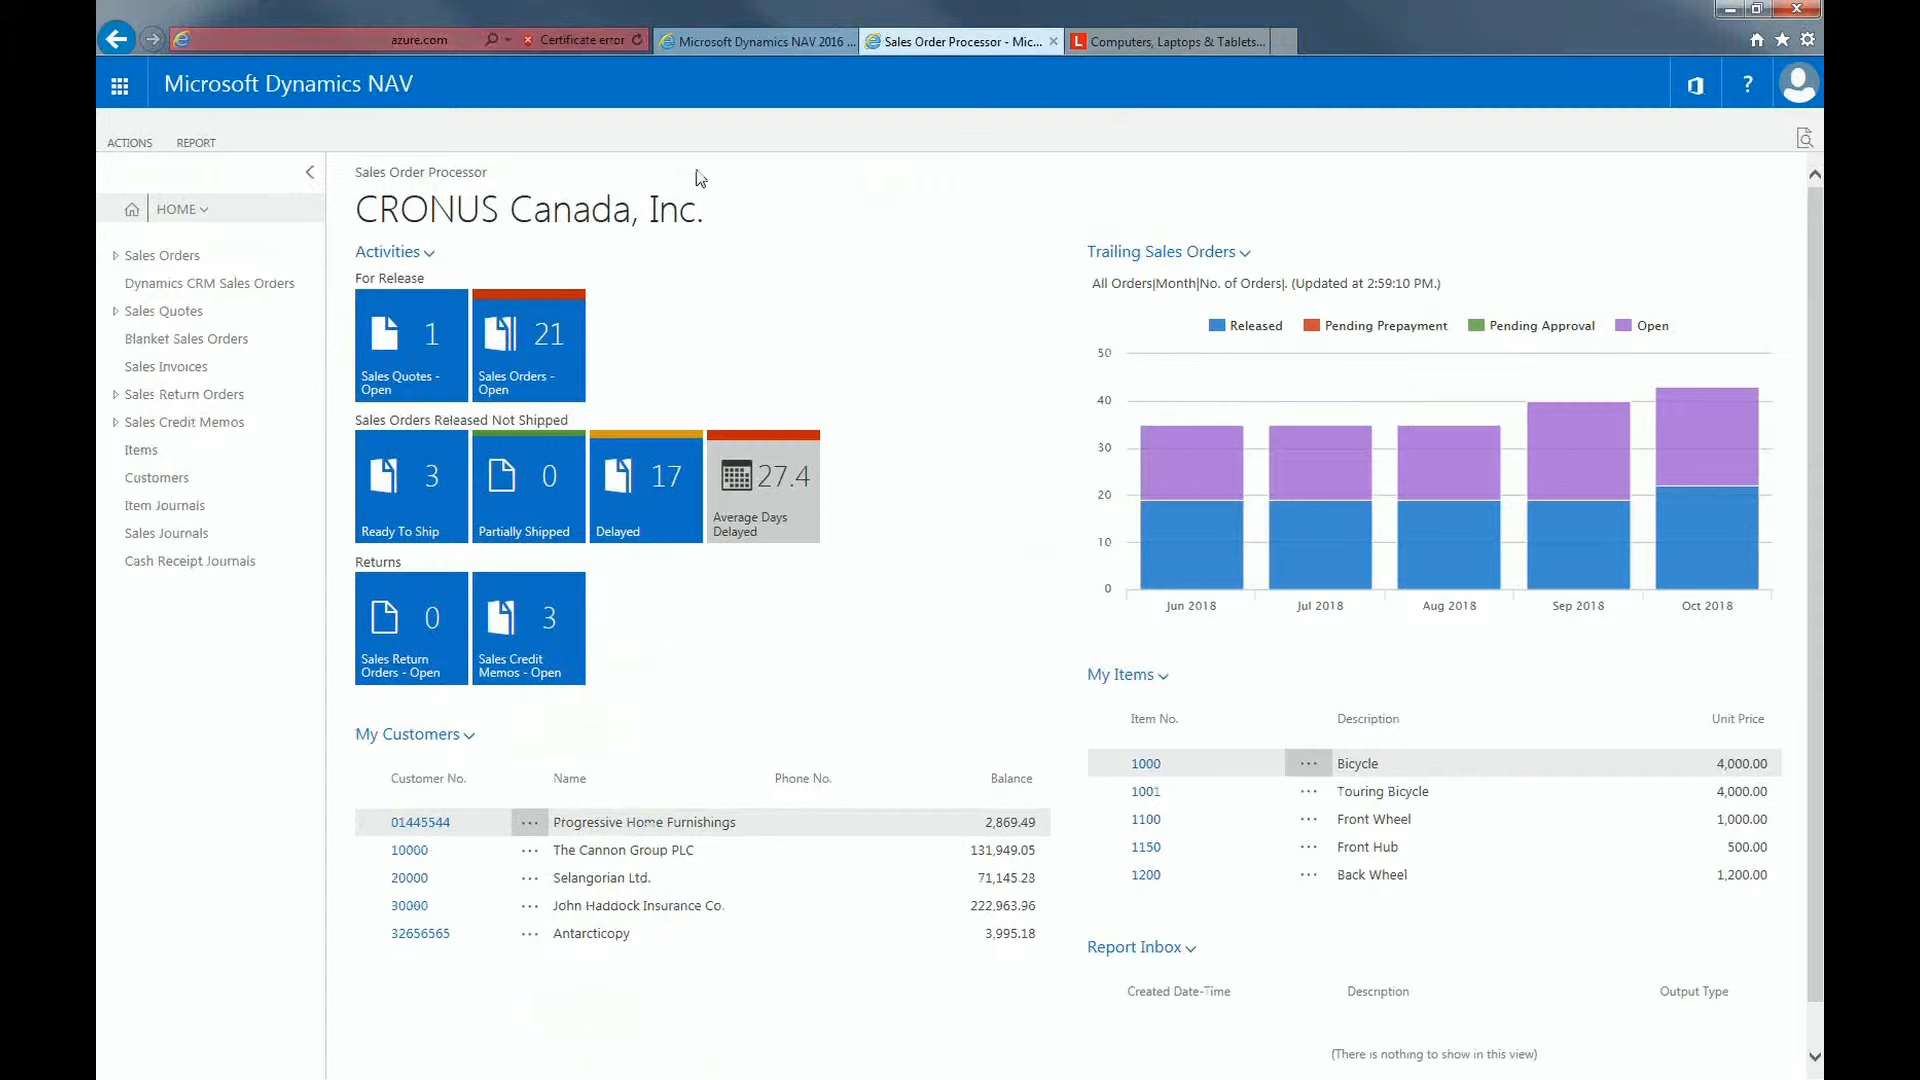 azure.com
Certificate error
Microsoft Dynamics NAV 2016 ...
Sales Order Processor - Mic...
Computers, Laptops & Tablets...
Microsoft Dynamics NAV
?
ACTIONS
REPORT
HOME
Sales Orders
Dynamics CRM Sales Orders
Sales Quotes
Blanket Sales Orders
Sales Invoices
Sales Return Orders
Sales Credit Memos
Items
Customers
Item Journals
Sales Journals
Cash Receipt Journals
Sales Order Processor
CRONUS Canada, Inc.
Activities
For Release
1
Sales Quotes -
Open
21
Sales Orders -
Open
Sales Orders Released Not Shipped
3
Ready To Ship
0
Partially Shipped
17
Delayed
27.4
Average Days
Delayed
Returns
0
Sales Return
Orders - Open
3
Sales Credit
Memos - Open
My Customers
Customer No. Name Phone No. Balance
01445544 ... Progressive Home Furnishings 2,869.49
10000 ... The Cannon Group PLC 131,949.05
20000 ... Selangorian Ltd. 71,145.23
30000 ... John Haddock Insurance Co. 222,963.96
32656565 ... Antarcticopy 3,995.18
Trailing Sales Orders
All Orders|Month|No. of Orders|. (Updated at 2:59:10 PM.)
Released Pending Prepayment Pending Approval Open
50
40
30
20
10
0
Jun 2018 Jul 2018 Aug 2018 Sep 2018 Oct 2018
My Items
Item No. Description Unit Price
1000 ... Bicycle 4,000.00
1001 ... Touring Bicycle 4,000.00
1100 ... Front Wheel 1,000.00
1150 ... Front Hub 500.00
1200 ... Back Wheel 1,200.00
Report Inbox
Created Date-Time Description Output Type
(There is nothing to show in this view)